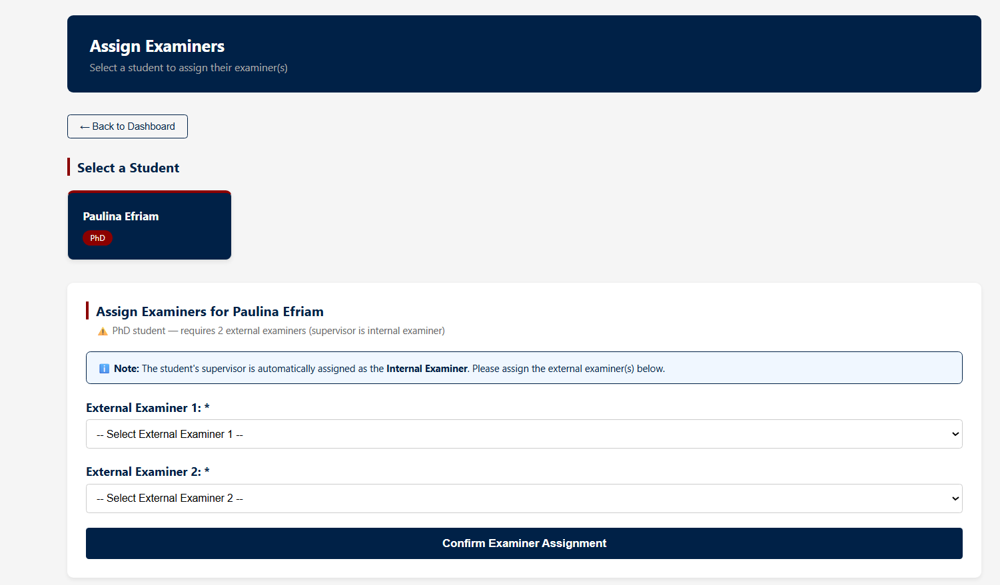 Assign Examiners
Select a student to assign their examiner(s)
← Back to Dashboard
Select a Student
Paulina Efriam
PhD
Assign Examiners for Paulina Efriam
⚠️ PhD student — requires 2 external examiners (supervisor is internal examiner)
ℹ️ Note: The student's supervisor is automatically assigned as the Internal Examiner. Please assign the external examiner(s) below.
External Examiner 1: *
-- Select External Examiner 1 --
External Examiner 2: *
-- Select External Examiner 2 --
Confirm Examiner Assignment